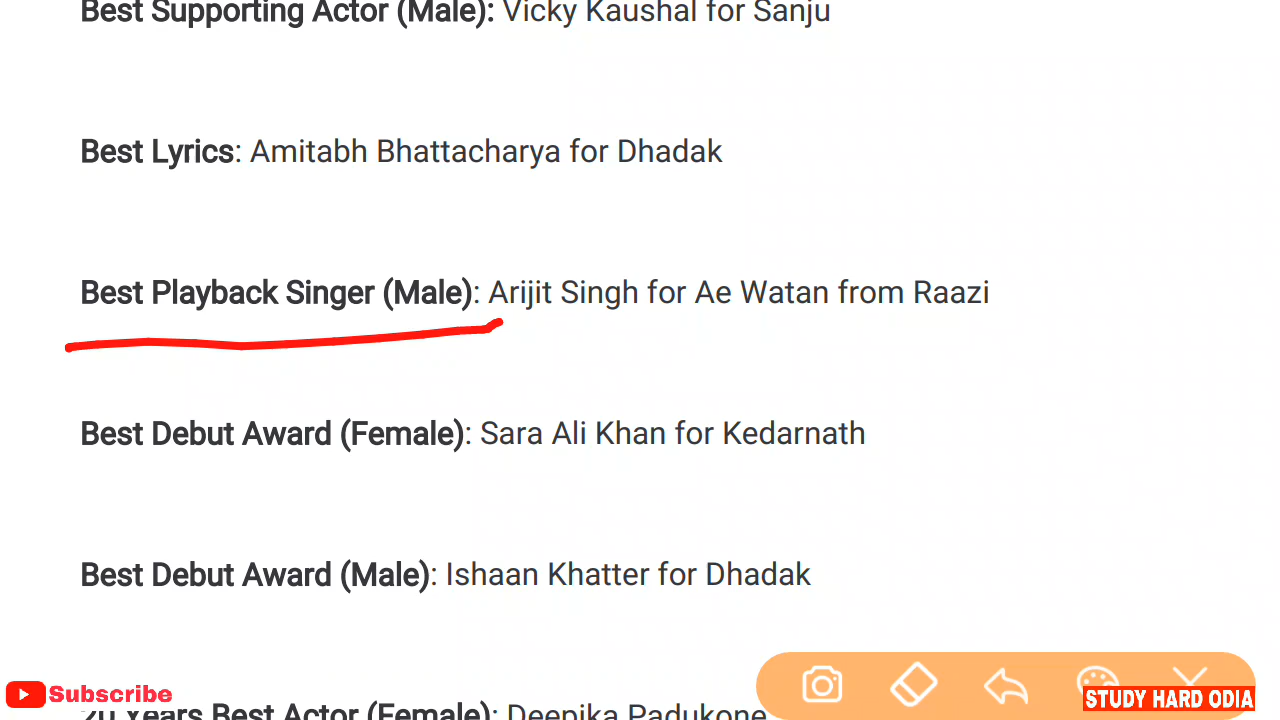 Best Supporting Actor (Male): Vicky Kaushal for Sanju
Best Lyrics: Amitabh Bhattacharya for Dhadak
Best Playback Singer (Male): Arijit Singh for Ae Watan from Raazi
Best Debut Award (Female): Sara Ali Khan for Kedarnath
Best Debut Award (Male): Ishaan Khatter for Dhadak
20 Years Best Actor (Female): Deepika Padukone
Subscribe
STUDY HARD ODIA